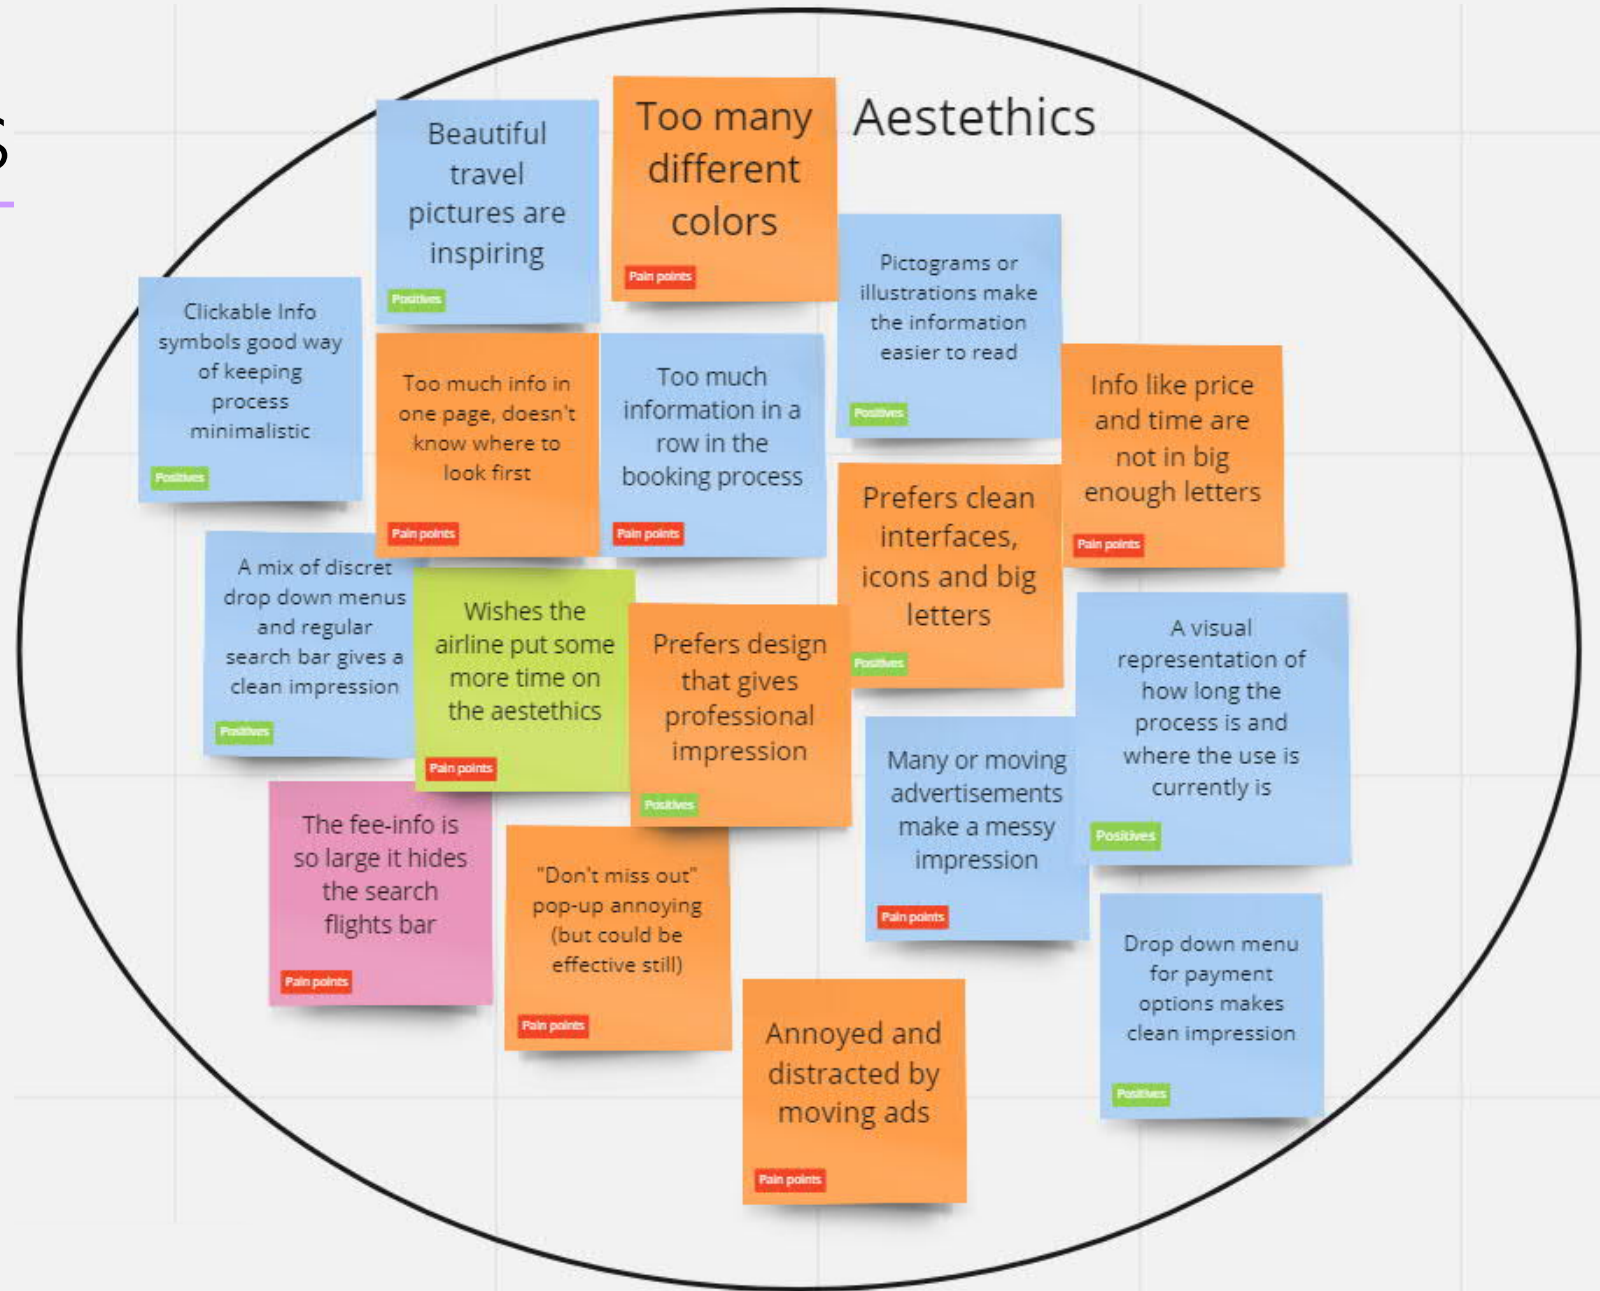 s
Aestethics
Beautiful
travel
pictures are
inspiring
Positives
Too many
different
colors
Pain points
Pictograms or
illustrations make
the information
easier to read
Positives
Clickable Info
symbols good way
of keeping
process
minimalistic
Positives
Too much info in
one page, doesn't
know where to
look first
Pain points
Too much
information in a
row in the
booking process
Pain points
Info like price
and time are
not in big
enough letters
Pain points
Prefers clean
interfaces,
icons and big
letters
Positives
A mix of discret
drop down menus
and regular
search bar gives a
clean impression
Positives
Wishes the
airline put some
more time on
the aestethics
Pain points
Prefers design
that gives
professional
impression
Positives
A visual
representation of
how long the
process is and
where the use is
currently is
Positives
Many or moving
advertisements
make a messy
impression
Pain points
The fee-info is
so large it hides
the search
flights bar
Pain points
"Don't miss out"
pop-up annoying
(but could be
effective still)
Pain points
Drop down menu
for payment
options makes
clean impression
Positives
Annoyed and
distracted by
moving ads
Pain points